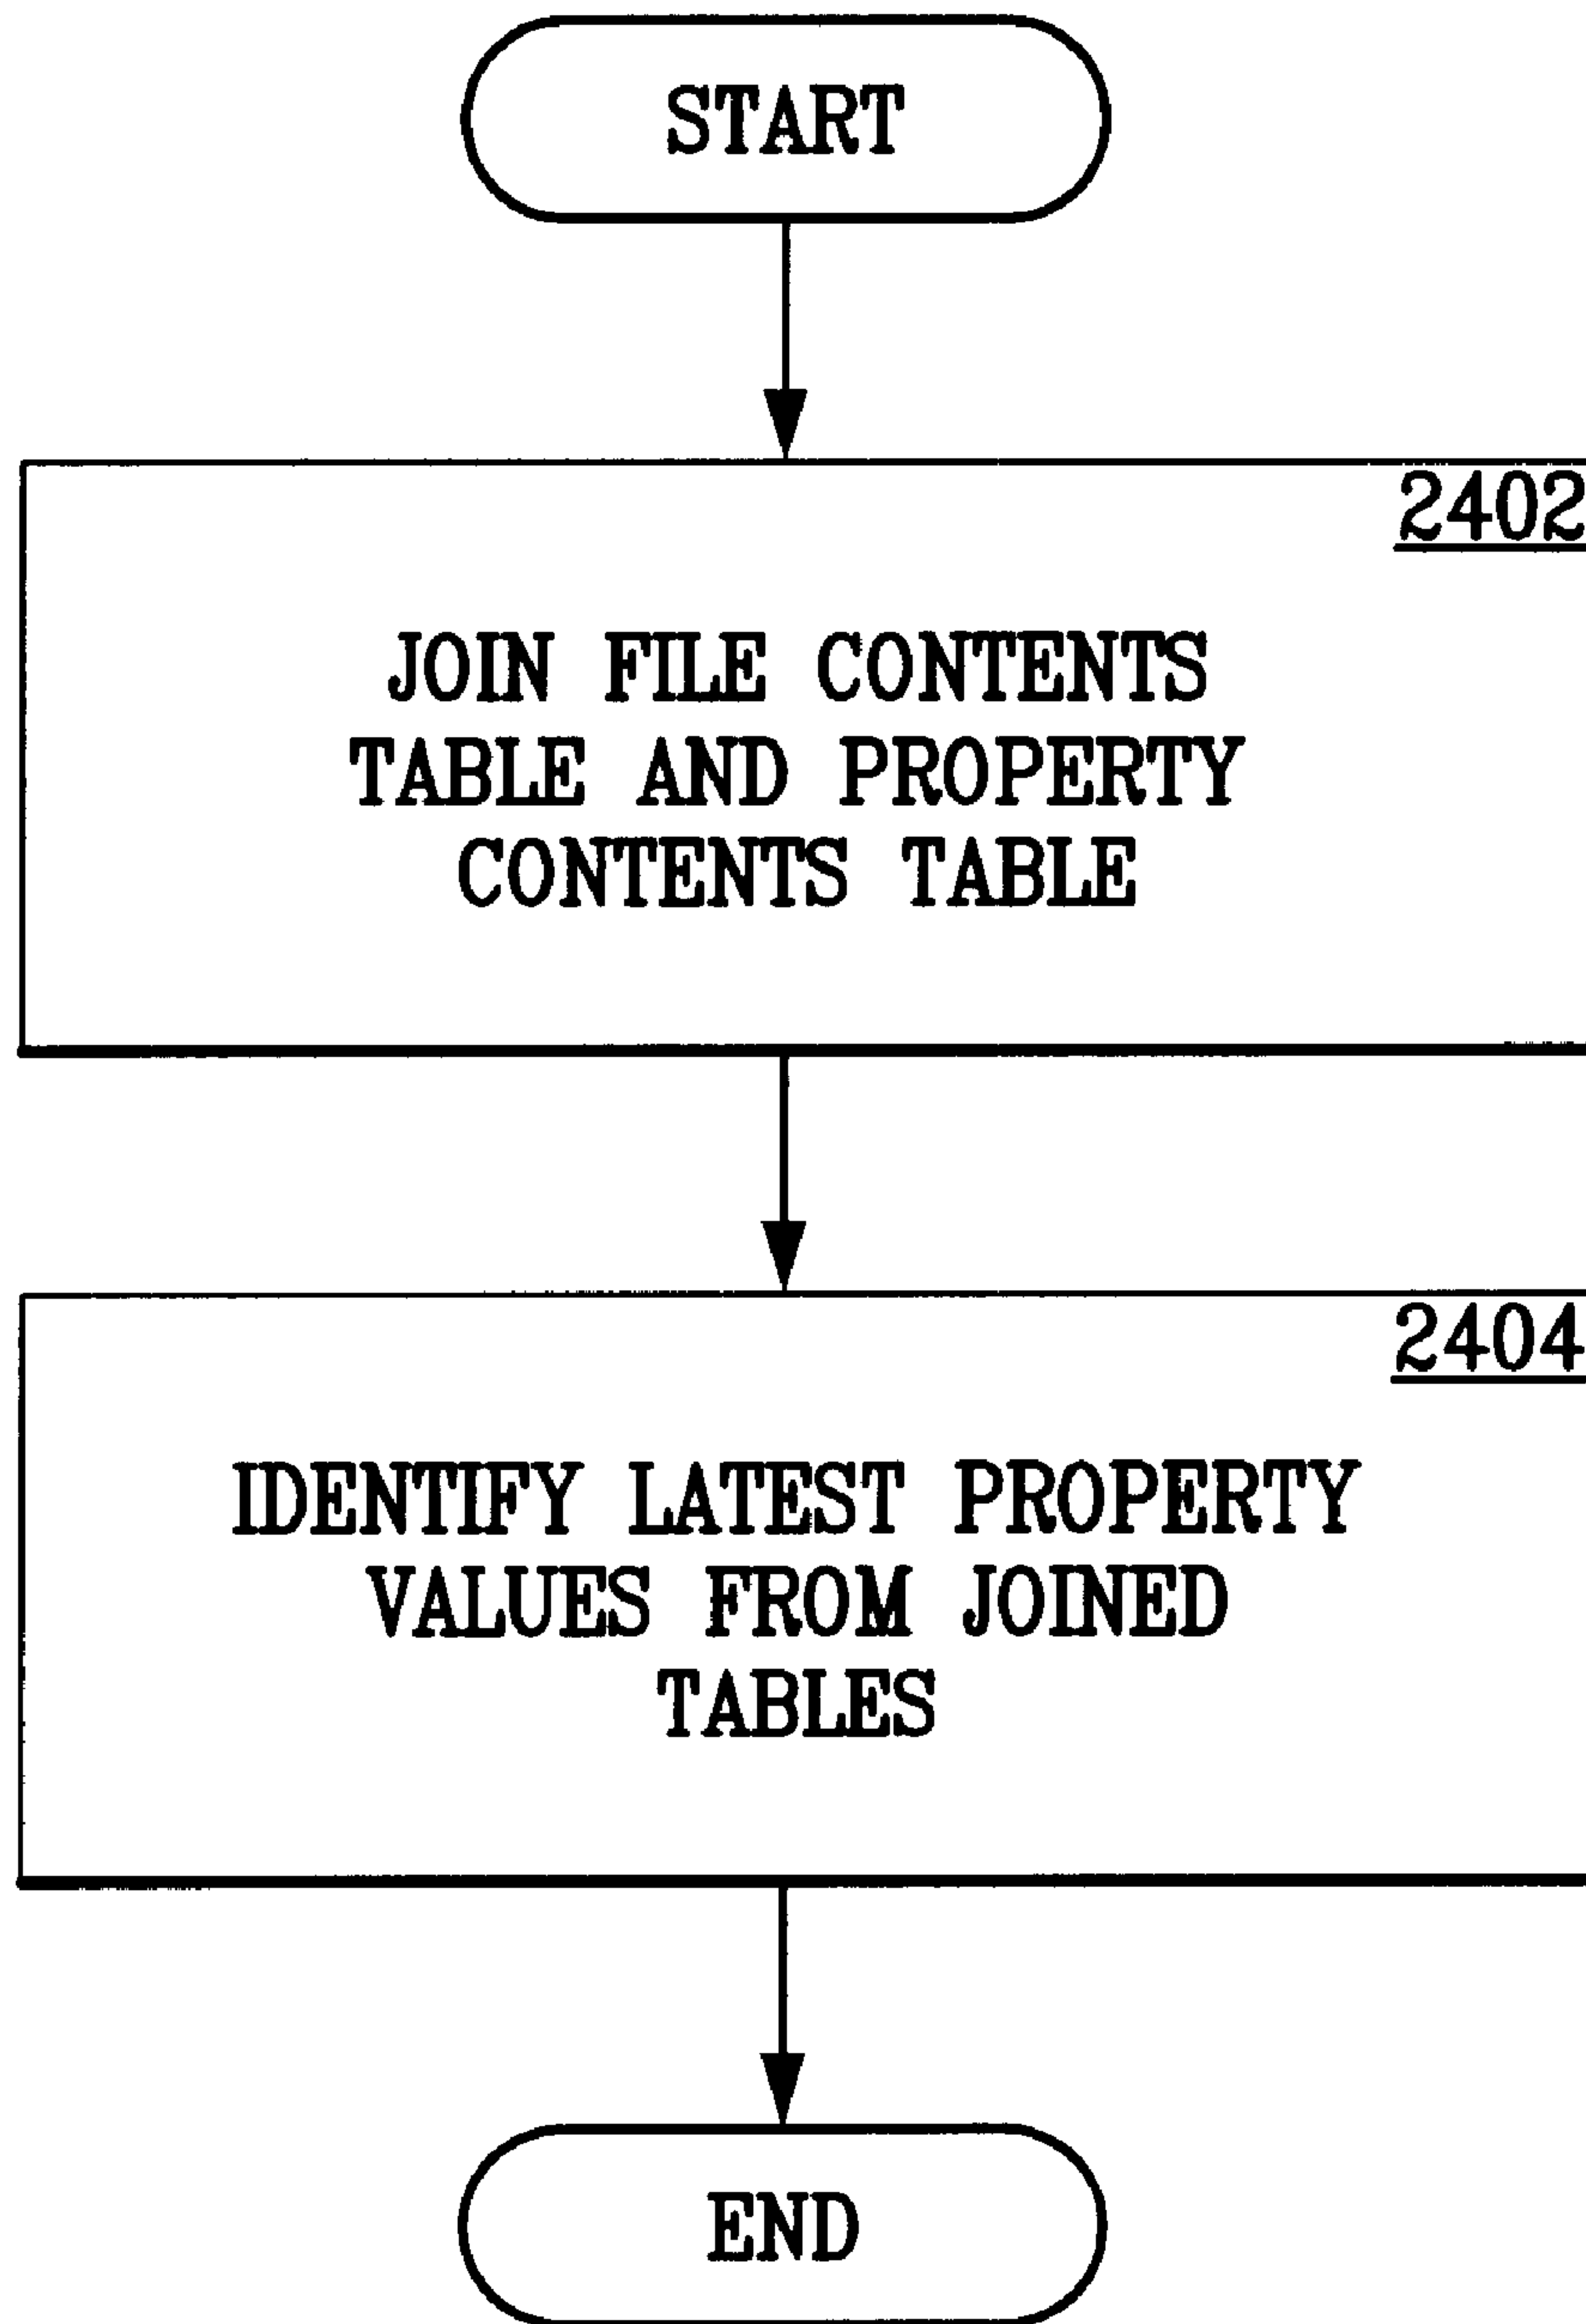 START
2402
JOIN FILE CONTENTS
TABLE AND PROPERTY
CONTENTS TABLE
2404
IDENTIFY LATEST PROPERTY
VALUES FROM JOINED
TABLES
END